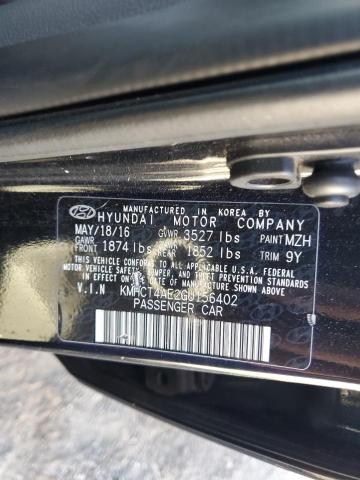 MANUFACTURED IN KOREA BY
HYUNDAI MOTOR COMPANY
MAY/18/16 GVWR 3527 lbs PAINT MZH
GAWR FRONT 1874 lbs GAWR REAR 1852 lbs TRIM 9Y
THIS VEHICLE CONFORMS TO ALL APPLICABLE U.S.
FEDERAL MOTOR VEHICLE SAFETY, BUMPER, AND
THEFT PREVENTION STANDARDS IN EFFECT ON
THE DATE OF MANUFACTURE SHOWN ABOVE.
V.I.N KMHCT4AE2GU156402
PASSENGER CAR